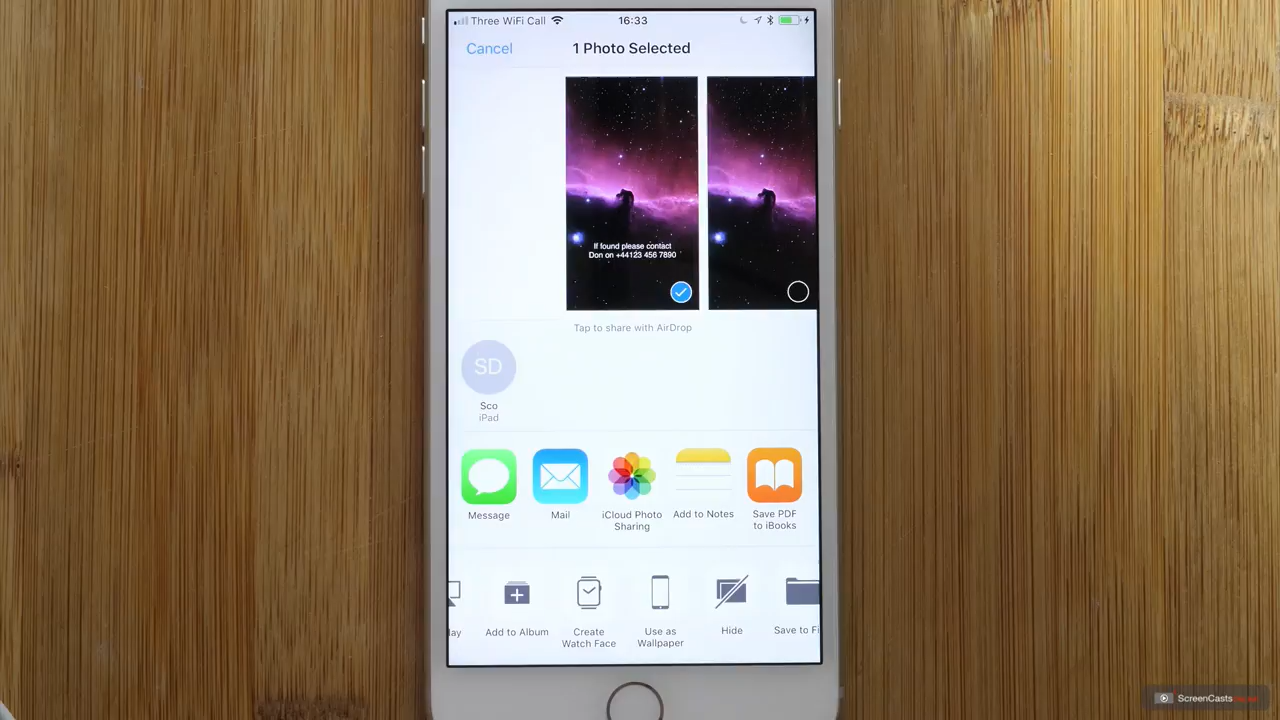 Three WiFi Call 16:33
Cancel 1 Photo Selected
If found please contact
Don on +44123 456 7890
Tap to share with AirDrop
SD
Sco
iPad
Message Mail iCloud Photo Sharing Add to Notes Save PDF to iBooks
lay Add to Album Create Watch Face Use as Wallpaper Hide Save to Fi
ScreenCasts